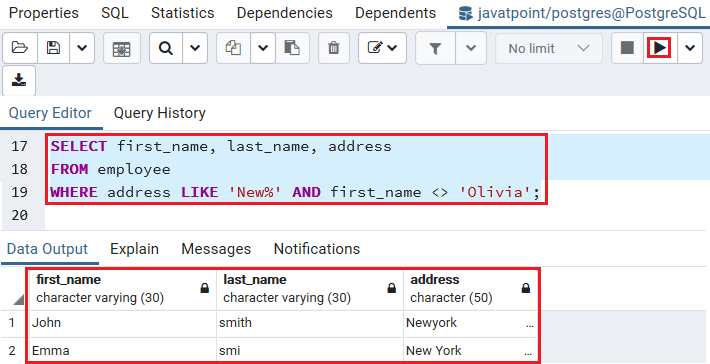 Properties SQL Statistics Dependencies Dependents javatpoint/postgres@PostgreSQL
No limit
Query Editor Query History
17 SELECT first_name, last_name, address
18 FROM employee
19 WHERE address LIKE 'New%' AND first_name <> 'Olivia';
20
Data Output Explain Messages Notifications
first_name last_name address
character varying (30) character varying (30) character (50)
1 John smith Newyork ...
2 Emma smi New York ...